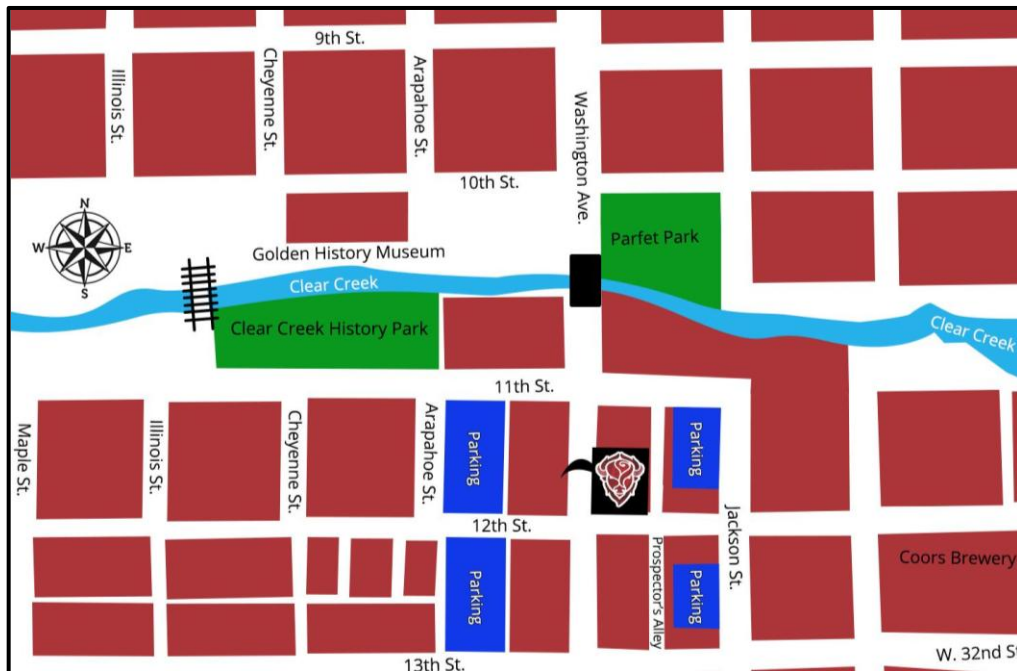 9th St.
Illinois St.
Cheyenne St.
Arapahoe St.
Washington Ave.
10th St.
N
W
E
S
Golden History Museum
Parfet Park
Clear Creek
Clear Creek History Park
Clear Creek
11th St.
Maple St.
Illinois St.
Cheyenne St.
Arapahoe St.
Parking
Parking
12th St.
Jackson St.
Prospector's Alley
Parking
Parking
Coors Brewery
13th St.
W. 32nd St